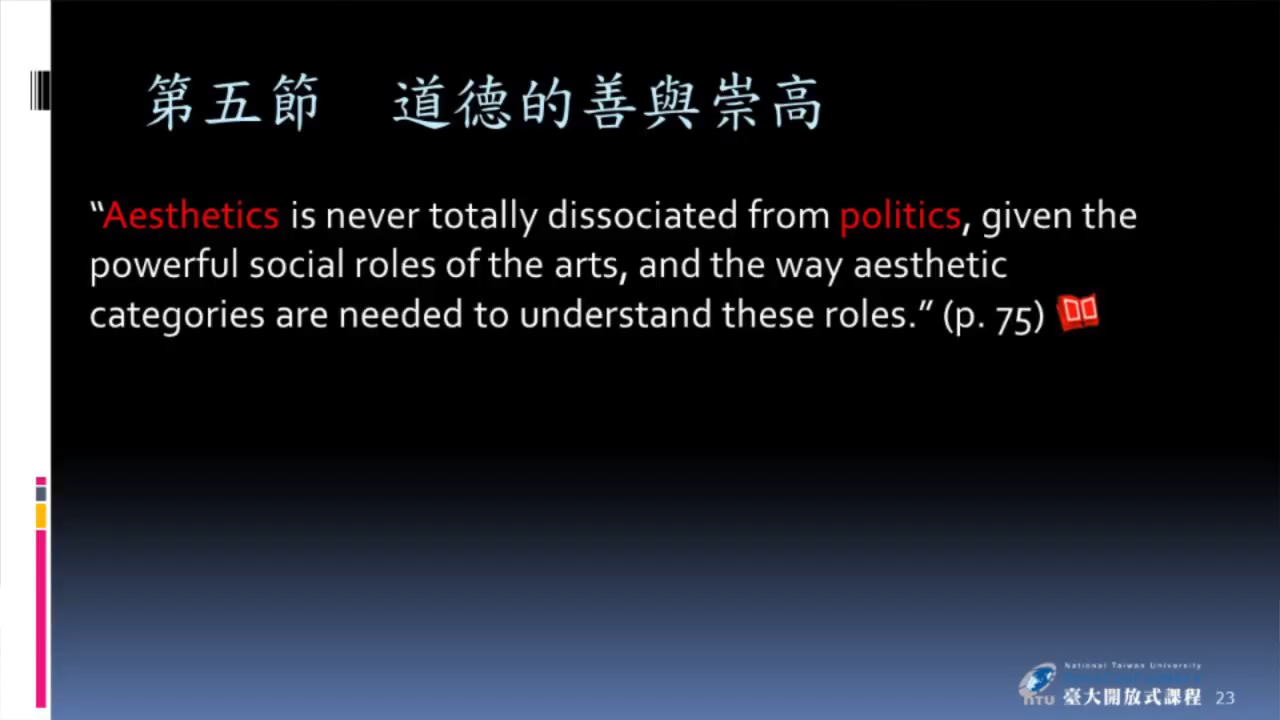 第五節　道德的善與崇高
“Aesthetics is never totally dissociated from politics, given the
powerful social roles of the arts, and the way aesthetic
categories are needed to understand these roles.” (p. 75)
National Taiwan University
NTU 臺大開放式課程 23